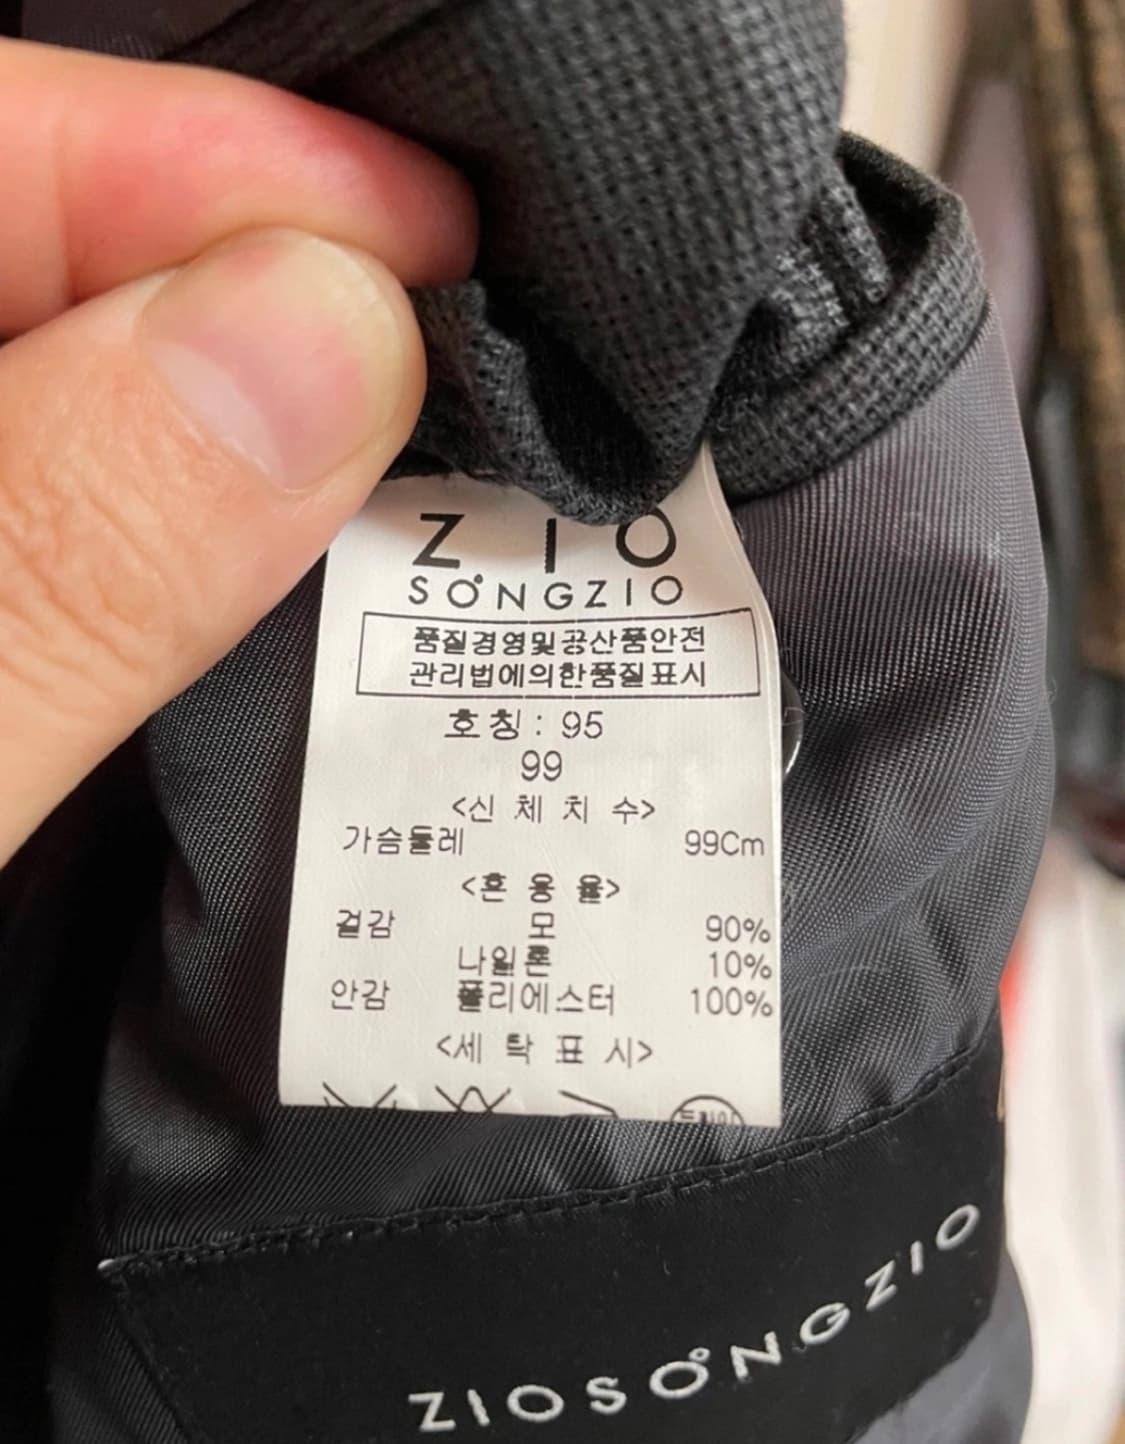 ZIO
SONGZIO
품질경영및공산품안전
관리법에의한품질표시
호칭 : 95
99
<신 체 치 수>
가슴둘레 99Cm
<혼 용 율>
겉감 모 90%
나일론 10%
안감 폴리에스터 100%
<세 탁 표 시>
드라이
ZIOSONGZIO